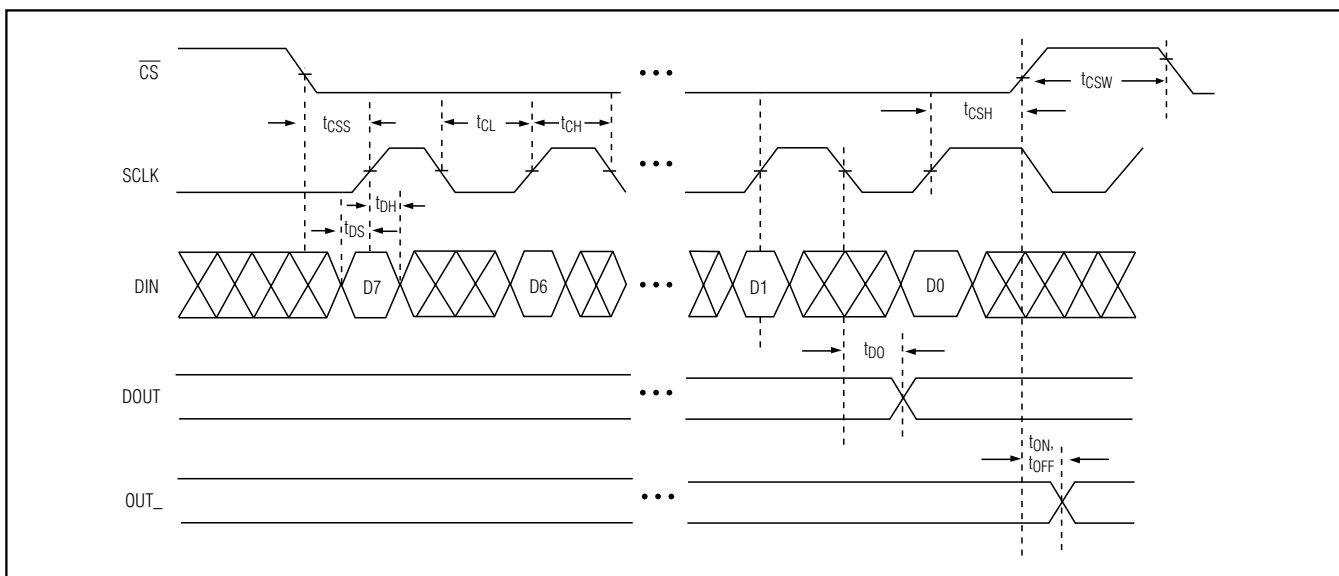 CS
•••
tCSW
tCSH
tCSS
tCL
tCH
SCLK
•••
tDH
tDS
DIN
D7
D6
•••
D1
D0
tDO
DOUT
•••
tON,
tOFF
OUT_
•••